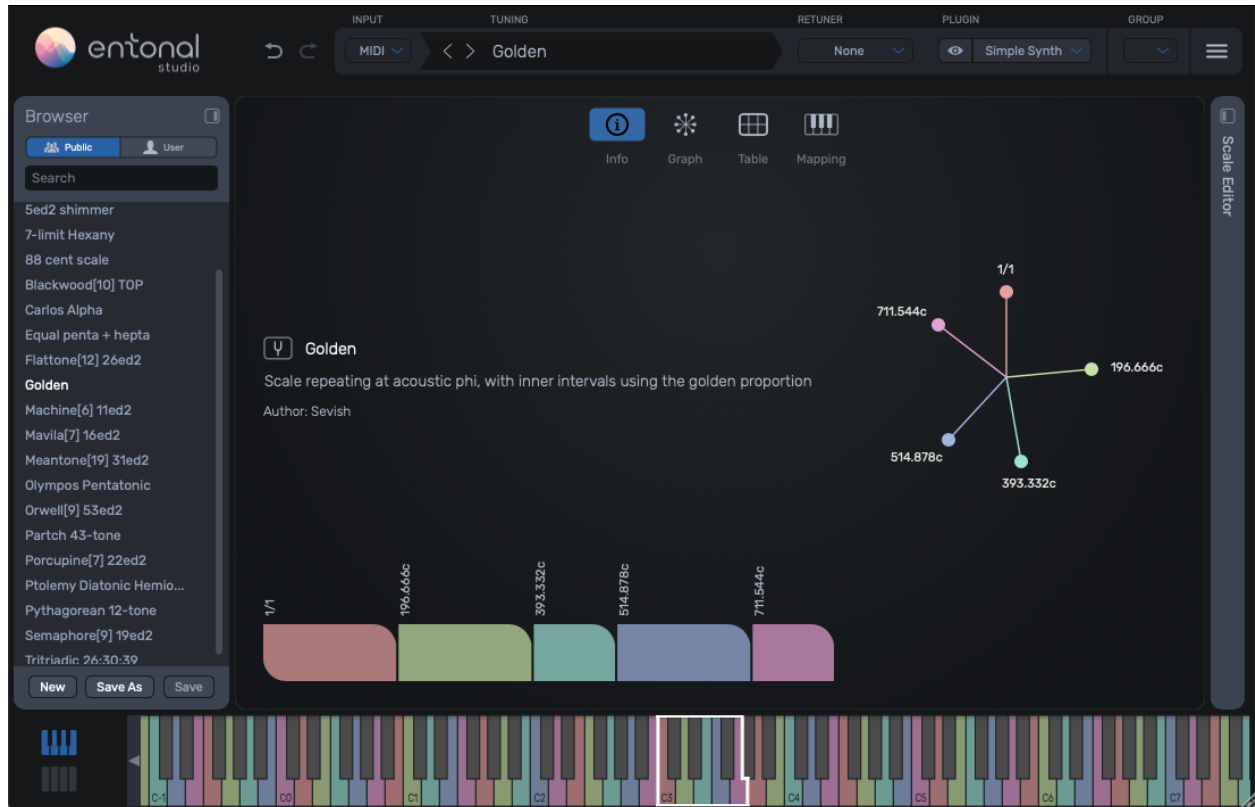 INPUT
TUNING
RETUNER
PLUGIN
GROUP
entonal
studio
MIDI
Golden
None
Simple Synth
Browser
Public
User
Search
5ed2 shimmer
7-limit Hexany
88 cent scale
Blackwood[10] TOP
Carlos Alpha
Equal penta + hepta
Flattone[12] 26ed2
Golden
Machine[6] 11ed2
Mavila[7] 16ed2
Meantone[19] 31ed2
Olympos Pentatonic
Orwell[9] 53ed2
Partch 43-tone
Porcupine[7] 22ed2
Ptolemy Diatonic Hemio...
Pythagorean 12-tone
Semaphore[9] 19ed2
Tritriadic 26:30:39
New
Save As
Save
Info
Graph
Table
Mapping
Golden
Scale repeating at acoustic phi, with inner intervals using the golden proportion
Author: Sevish
1/1
711.544c
196.666c
514.878c
393.332c
1/1
196.666c
393.332c
514.878c
711.544c
Scale Editor
C-1
C0
C1
C2
C3
C4
C5
C6
C7